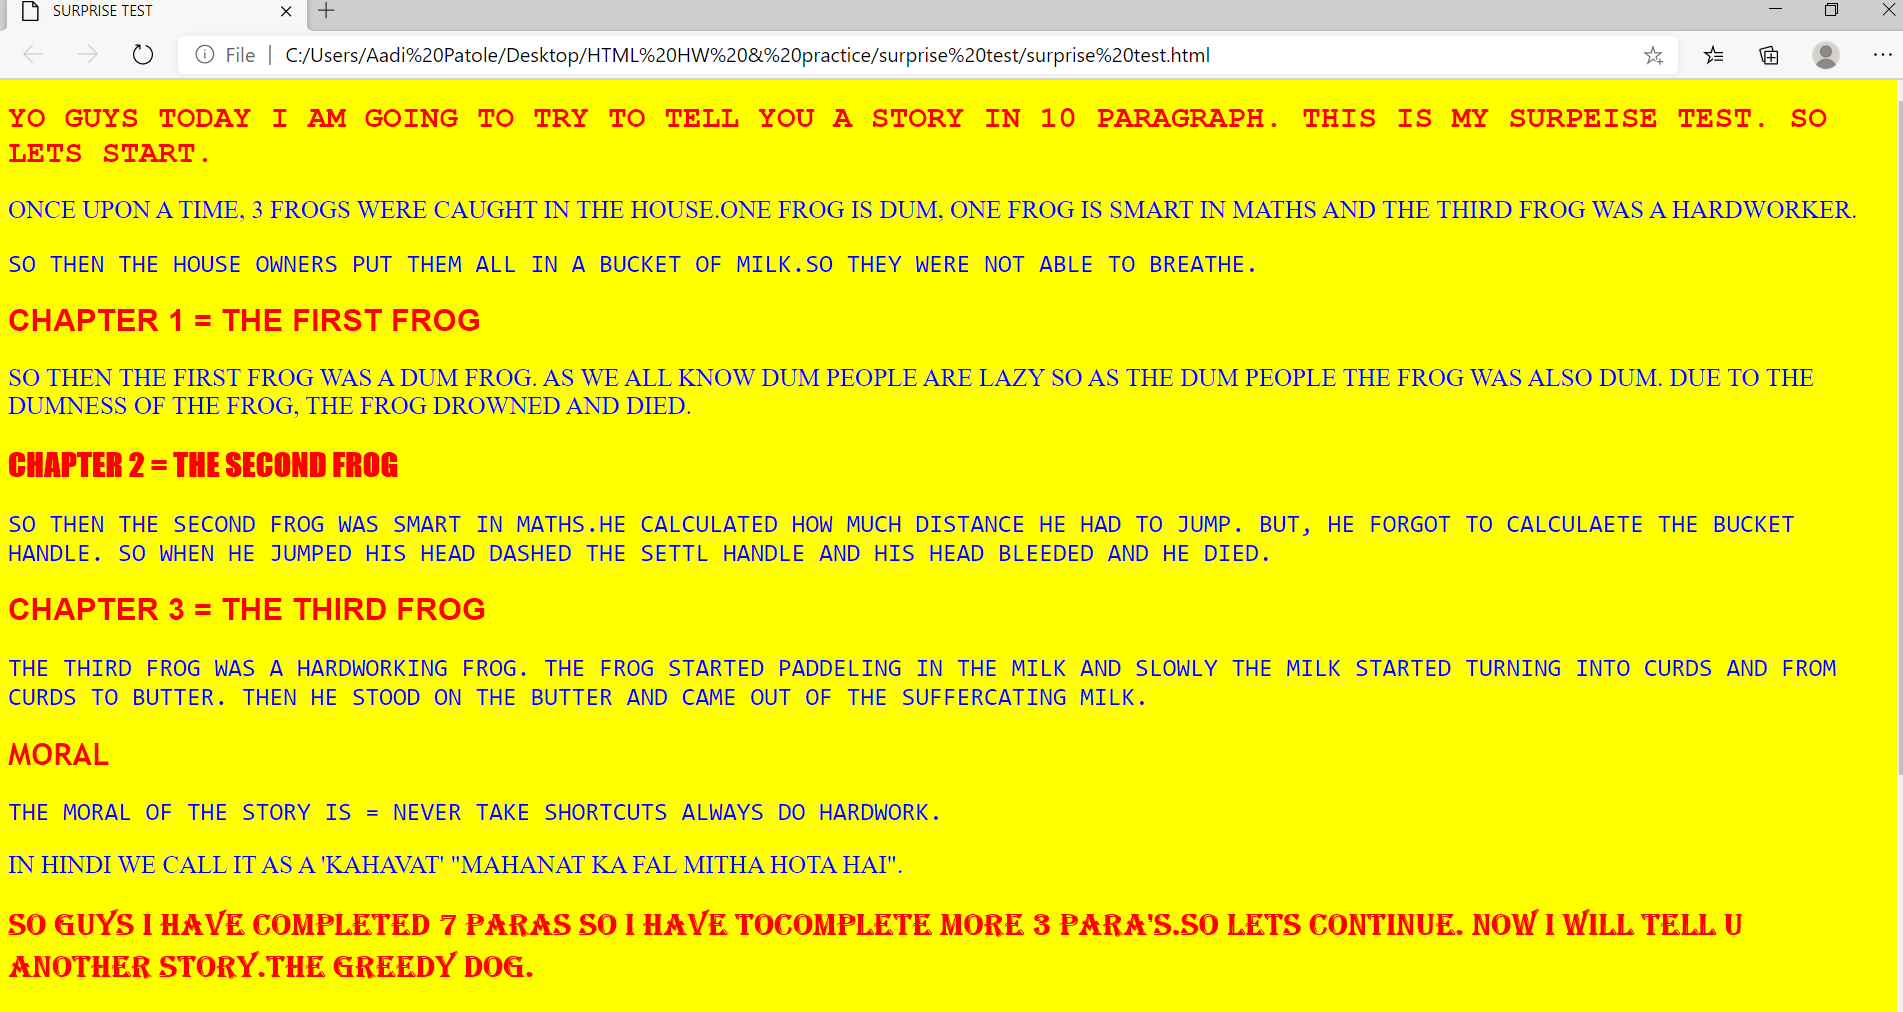 SURPRISE TEST
File | C:/Users/Aadi%20Patole/Desktop/HTML%20HW%20&%20practice/surprise%20test/surprise%20test.html
YO GUYS TODAY I AM GOING TO TRY TO TELL YOU A STORY IN 10 PARAGRAPH. THIS IS MY SURPEISE TEST. SO
LETS START.
ONCE UPON A TIME, 3 FROGS WERE CAUGHT IN THE HOUSE.ONE FROG IS DUM, ONE FROG IS SMART IN MATHS AND THE THIRD FROG WAS A HARDWORKER.
SO THEN THE HOUSE OWNERS PUT THEM ALL IN A BUCKET OF MILK.SO THEY WERE NOT ABLE TO BREATHE.
CHAPTER 1 = THE FIRST FROG
SO THEN THE FIRST FROG WAS A DUM FROG. AS WE ALL KNOW DUM PEOPLE ARE LAZY SO AS THE DUM PEOPLE THE FROG WAS ALSO DUM. DUE TO THE
DUMNESS OF THE FROG, THE FROG DROWNED AND DIED.
CHAPTER 2 = THE SECOND FROG
SO THEN THE SECOND FROG WAS SMART IN MATHS.HE CALCULATED HOW MUCH DISTANCE HE HAD TO JUMP. BUT, HE FORGOT TO CALCULAETE THE BUCKET
HANDLE. SO WHEN HE JUMPED HIS HEAD DASHED THE SETTL HANDLE AND HIS HEAD BLEEDED AND HE DIED.
CHAPTER 3 = THE THIRD FROG
THE THIRD FROG WAS A HARDWORKING FROG. THE FROG STARTED PADDELING IN THE MILK AND SLOWLY THE MILK STARTED TURNING INTO CURDS AND FROM
CURDS TO BUTTER. THEN HE STOOD ON THE BUTTER AND CAME OUT OF THE SUFFERCATING MILK.
MORAL
THE MORAL OF THE STORY IS = NEVER TAKE SHORTCUTS ALWAYS DO HARDWORK.
IN HINDI WE CALL IT AS A 'KAHAVAT' "MAHANAT KA FAL MITHA HOTA HAI".
SO GUYS I HAVE COMPLETED 7 PARAS SO I HAVE TOCOMPLETE MORE 3 PARA'S.SO LETS CONTINUE. NOW I WILL TELL U
ANOTHER STORY.THE GREEDY DOG.